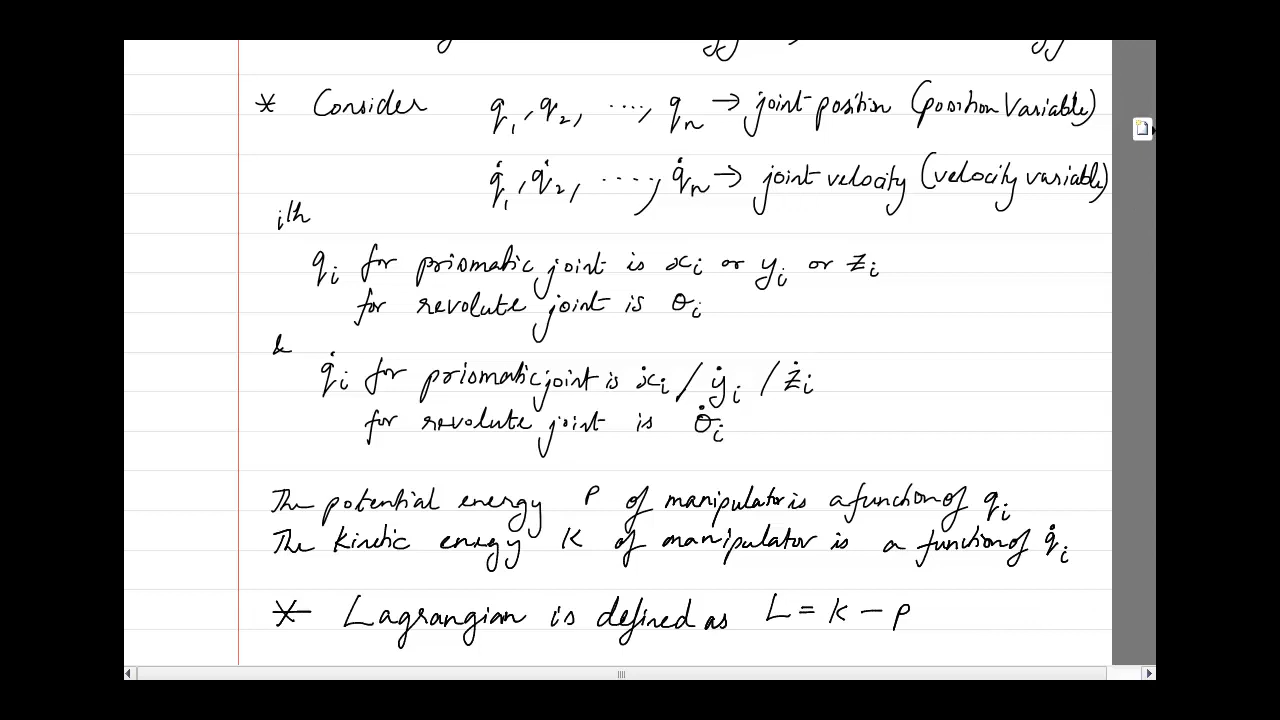 * Consider q₁, q₂, ...., qₙ → joint position (position Variable)
q̇₁, q̇₂, ....., q̇ₙ → joint velocity (velocity variable)
ith
qᵢ for prismatic joint is xᵢ or yᵢ or zᵢ
for revolute joint is θᵢ
&
q̇ᵢ for prismatic joint is ẋᵢ / ẏᵢ / żᵢ
for revolute joint is θ̇ᵢ
The potential energy P of manipulator is a function of qᵢ
The kinetic energy K of manipulator is a function of q̇ᵢ
* Lagrangian is defined as L = K − P